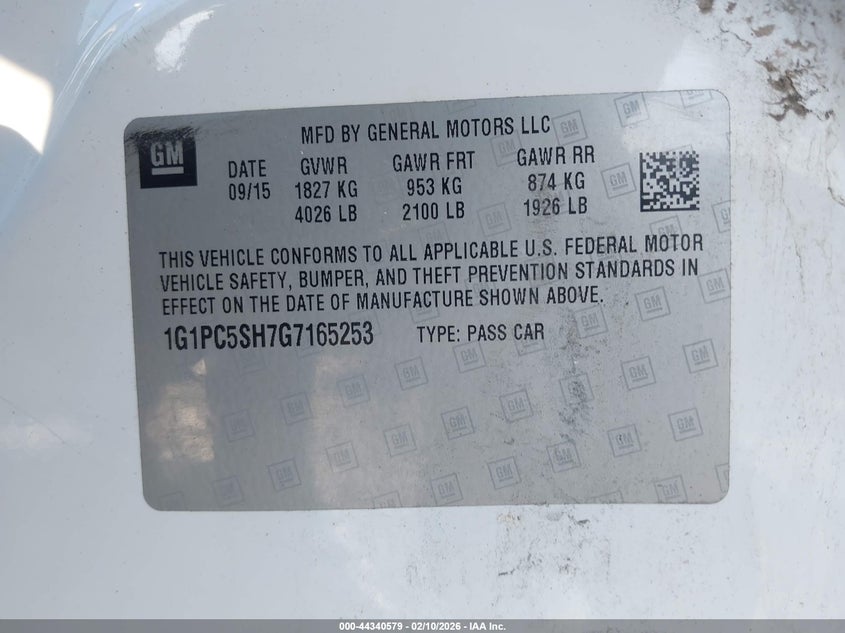 MFD BY GENERAL MOTORS LLC
GM
DATE GVWR GAWR FRT GAWR RR
09/15 1827 KG 953 KG 874 KG
4026 LB 2100 LB 1926 LB
THIS VEHICLE CONFORMS TO ALL APPLICABLE U.S. FEDERAL MOTOR
VEHICLE SAFETY, BUMPER, AND THEFT PREVENTION STANDARDS IN
EFFECT ON THE DATE OF MANUFACTURE SHOWN ABOVE.
1G1PC5SH7G7165253 TYPE: PASS CAR
000-44340579 - 02/10/2026 - IAA Inc.